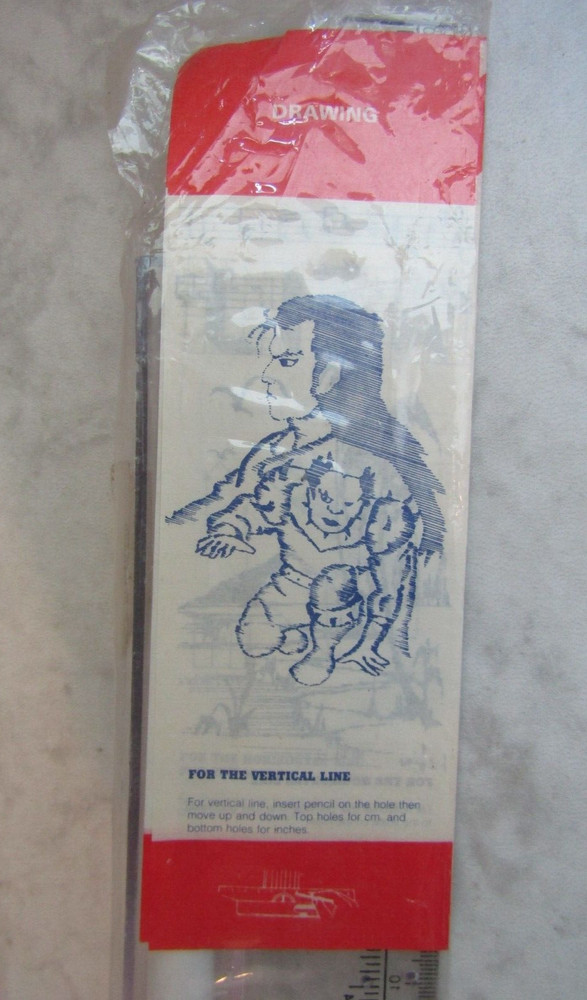 DRAWING
FOR THE VERTICAL LINE
For vertical line, insert pencil on the hole then
move up and down. Top holes for cm. and
bottom holes for inches.
10